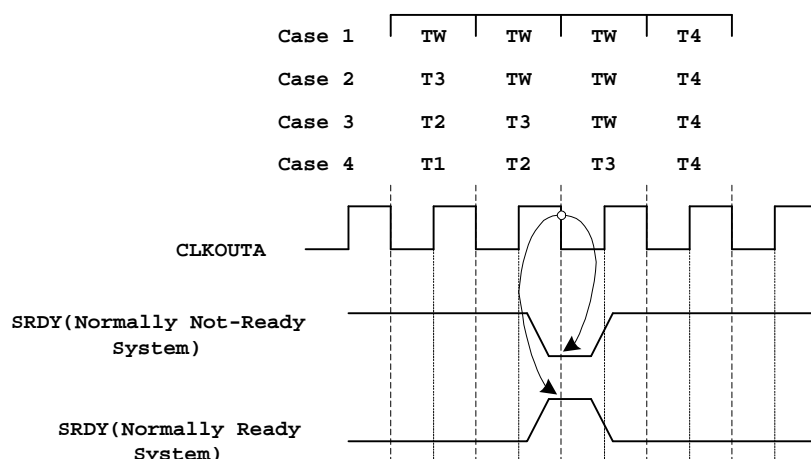 Case 1 TW TW TW T4
Case 2 T3 TW TW T4
Case 3 T2 T3 TW T4
Case 4 T1 T2 T3 T4
CLKOUTA
SRDY(Normally Not-Ready
System)
SRDY(Normally Ready
System)